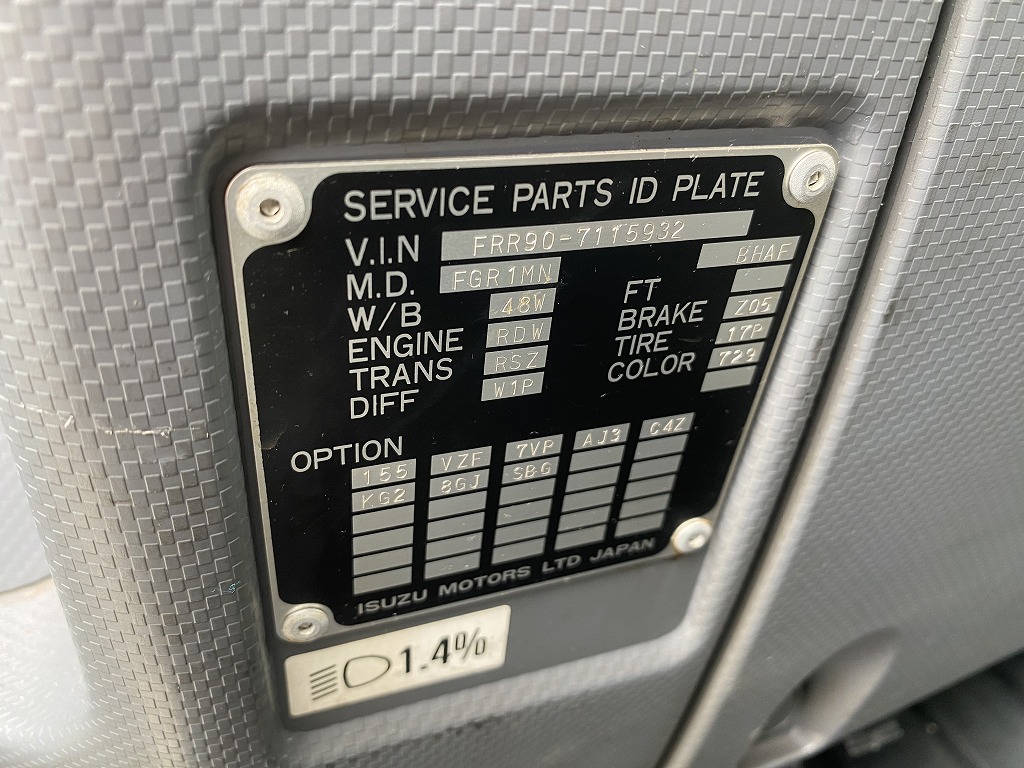 SERVICE PARTS ID PLATE
V.I.N FRR90-7115932
M.D. FGR1MN BHAF
W/B 48W FT
ENGINE RDW BRAKE Z05
TRANS RSZ TIRE 17P
DIFF W1P COLOR 729
OPTION
155 VZF 7VP AJ3 C4Z
KG2 8GJ SBG
ISUZU MOTORS LTD JAPAN
1.4%